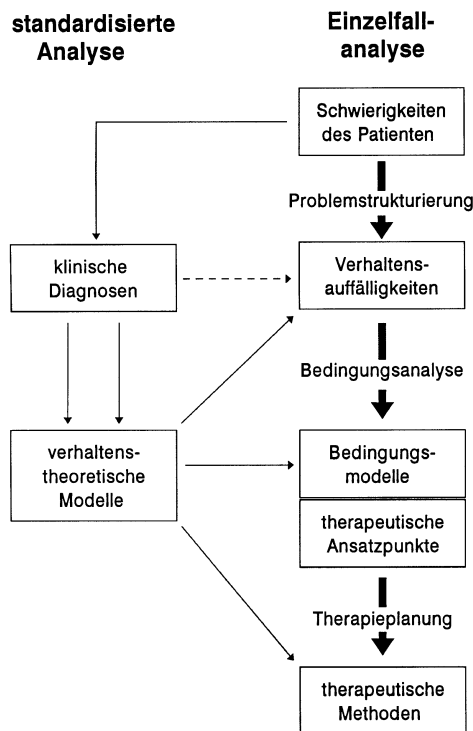 standardisierte
Analyse
Einzelfall-
analyse
Schwierigkeiten
des Patienten
Problemstrukturierung
klinische
Diagnosen
Verhaltens-
auffälligkeiten
Bedingungsanalyse
verhaltens-
theoretische
Modelle
Bedingungs-
modelle
therapeutische
Ansatzpunkte
Therapieplanung
therapeutische
Methoden